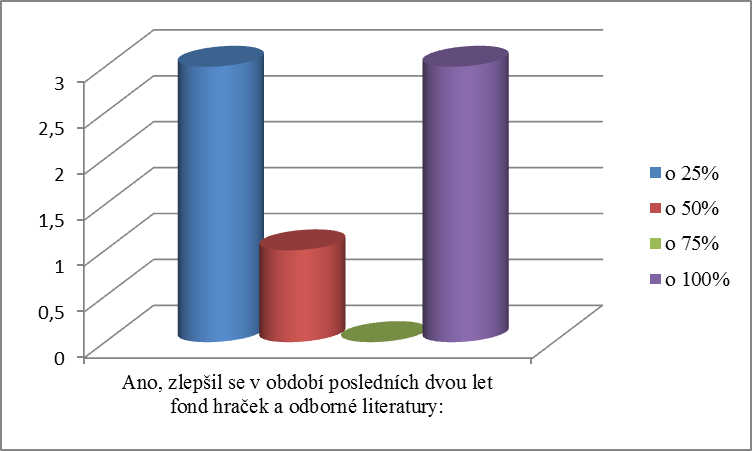 3
2,5
2
1,5
1
0,5
0
Ano, zlepšil se v období posledních dvou let
fond hraček a odborné literatury:
o 25%
o 50%
o 75%
o 100%